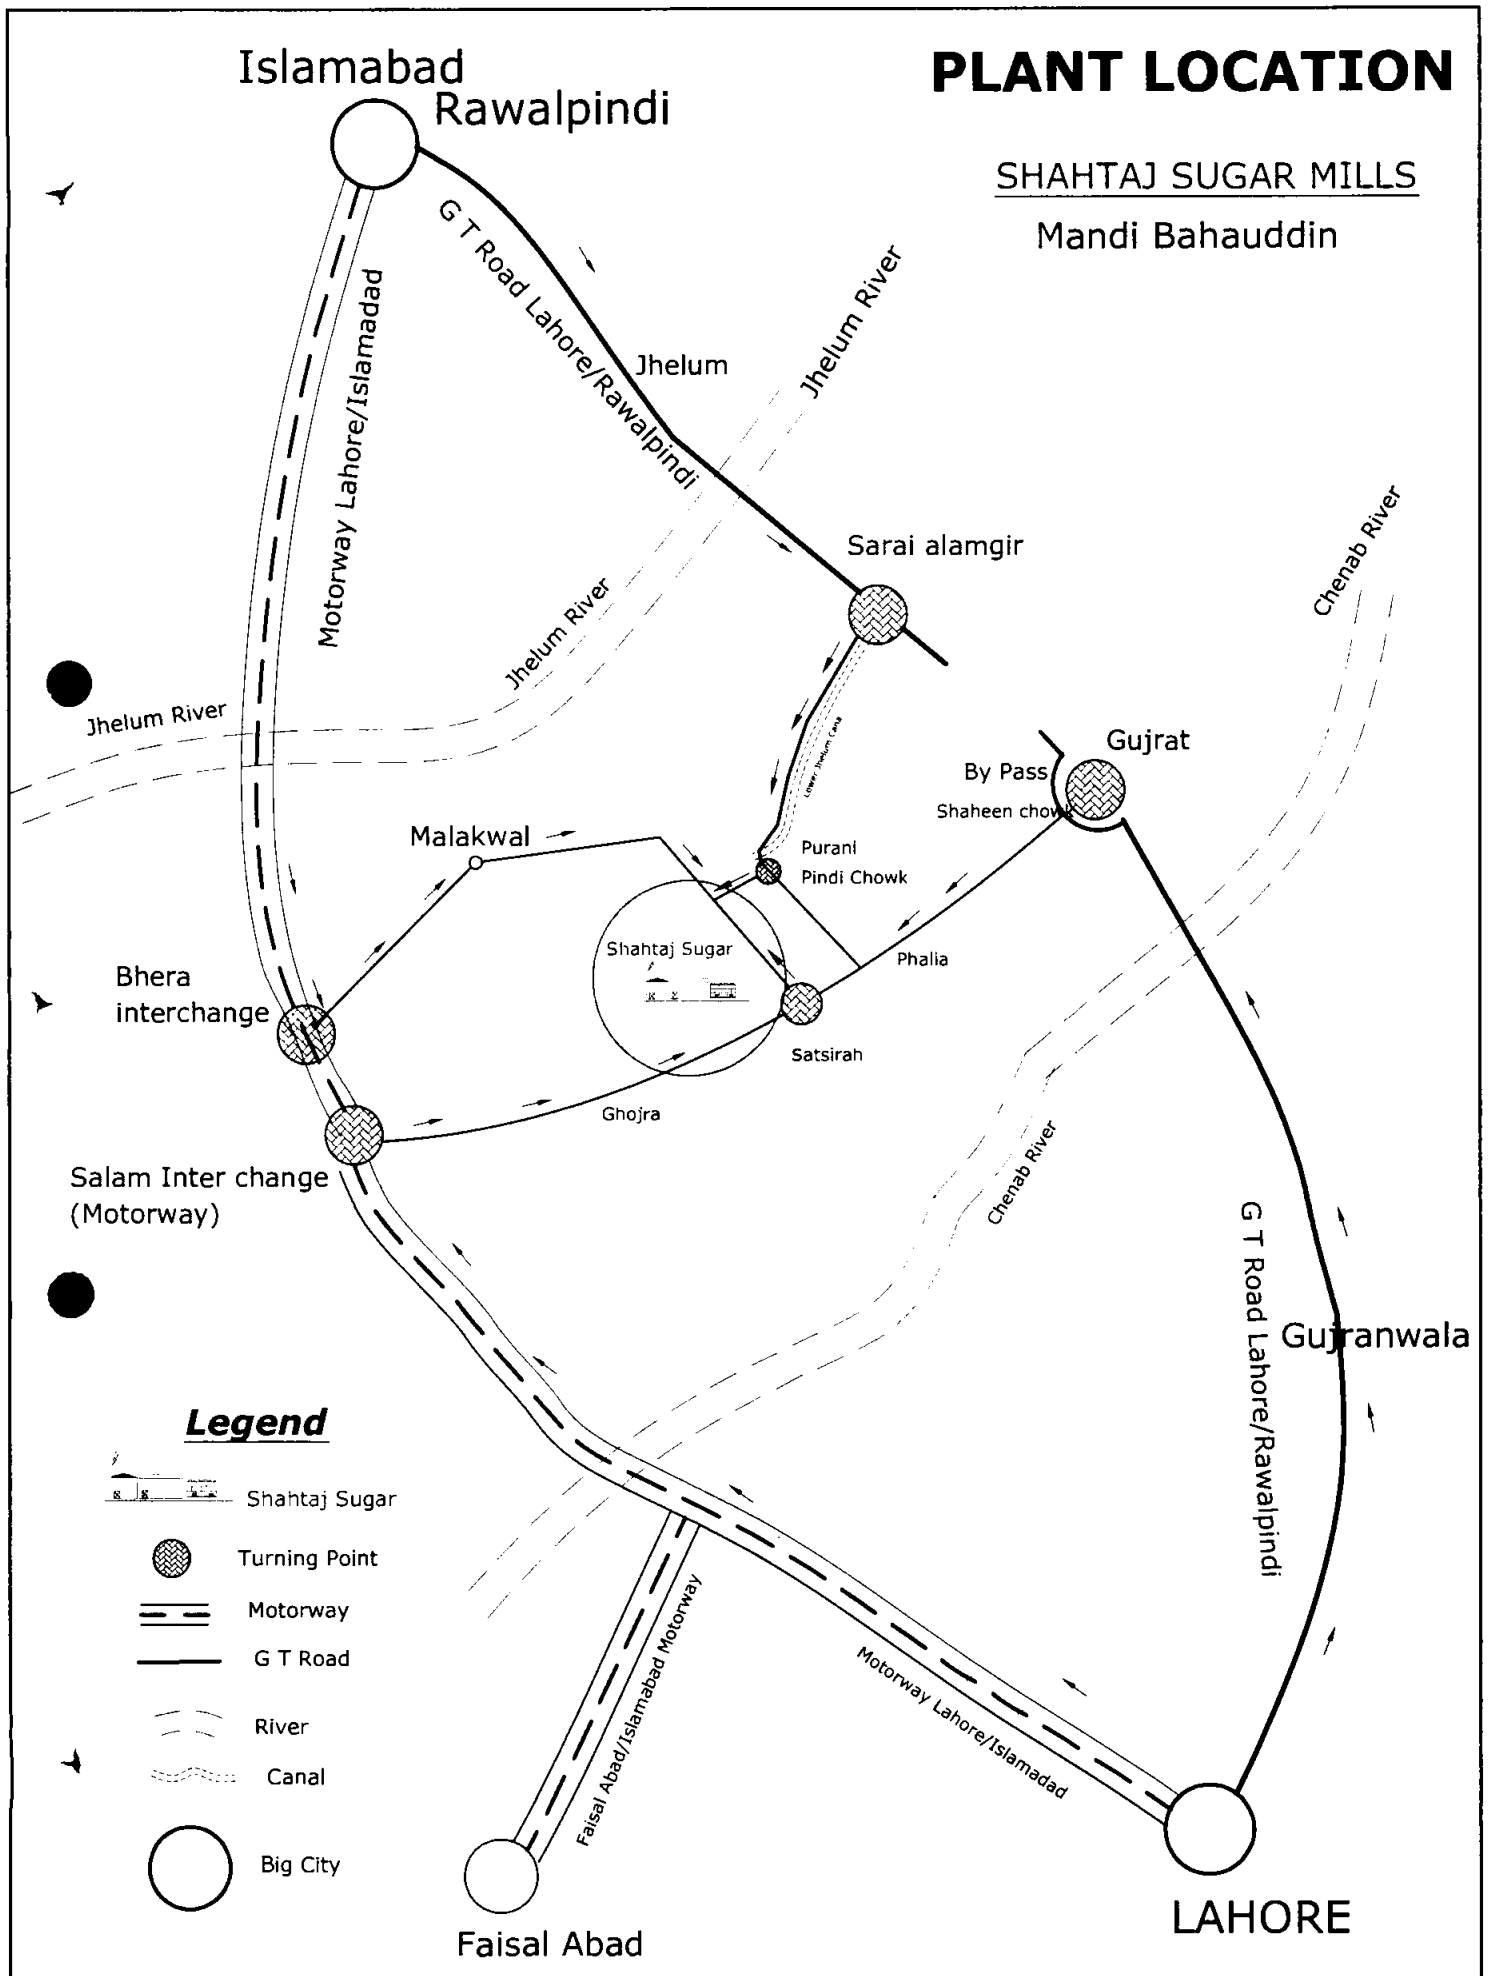 PLANT LOCATION
SHAHTAJ SUGAR MILLS
Mandi Bahauddin
Islamabad
Rawalpindi
G T Road Lahore/Rawalpindi
Motorway Lahore/Islamadad
Jhelum
Jhelum River
Sarai alamgir
Chenab River
Jhelum River
Jhelum River
Lower Jhelum Cana
Gujrat
By Pass
Shaheen chowk
Malakwal
Purani
Pindi Chowk
Shahtaj Sugar
Phalia
Bhera
interchange
Satsirah
Ghojra
Salam Inter change
(Motorway)
Chenab River
G T Road Lahore/Rawalpindi
Gujranwala
Legend
Shahtaj Sugar
Turning Point
Motorway
G T Road
River
Canal
Big City
Faisal Abad/Islamabad Motorway
Motorway Lahore/Islamadad
Faisal Abad
LAHORE